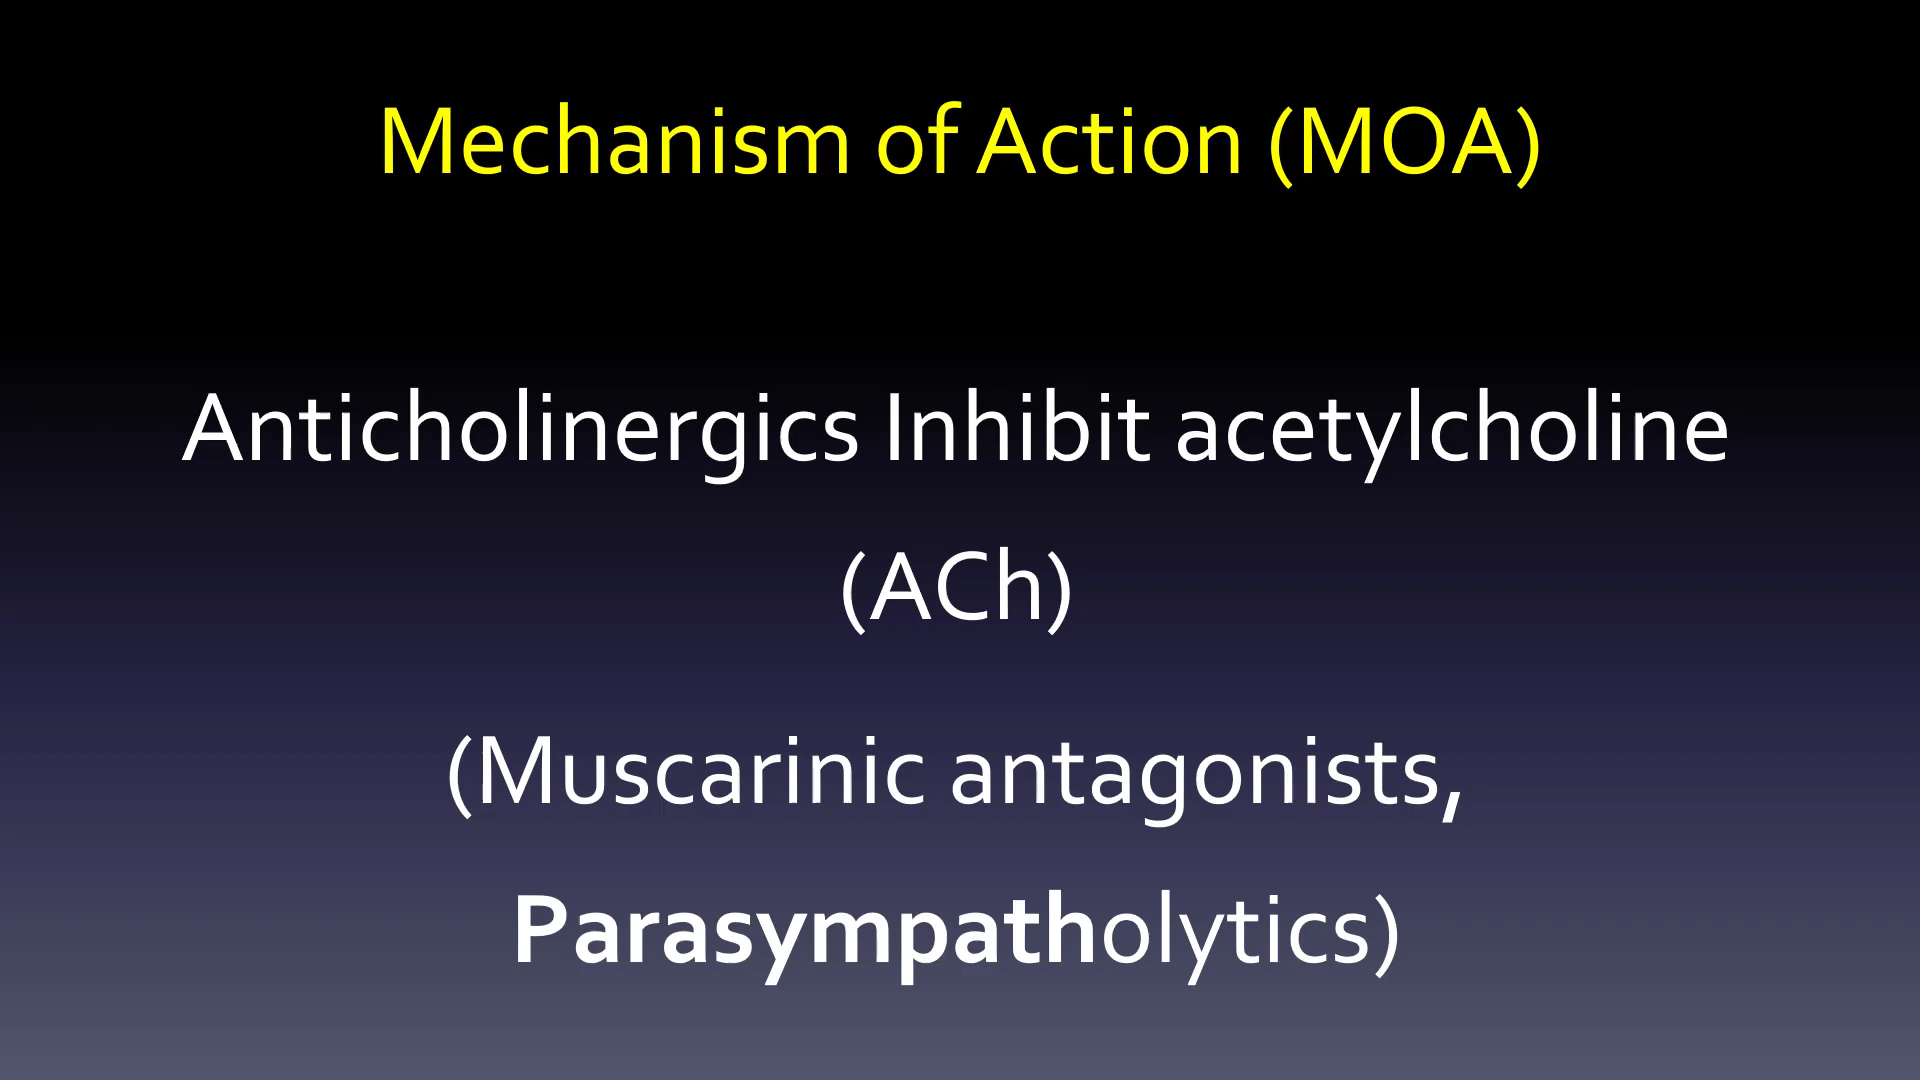 Mechanism of Action (MOA)
Anticholinergics Inhibit acetylcholine
(ACh)
(Muscarinic antagonists,
Parasympatholytics)